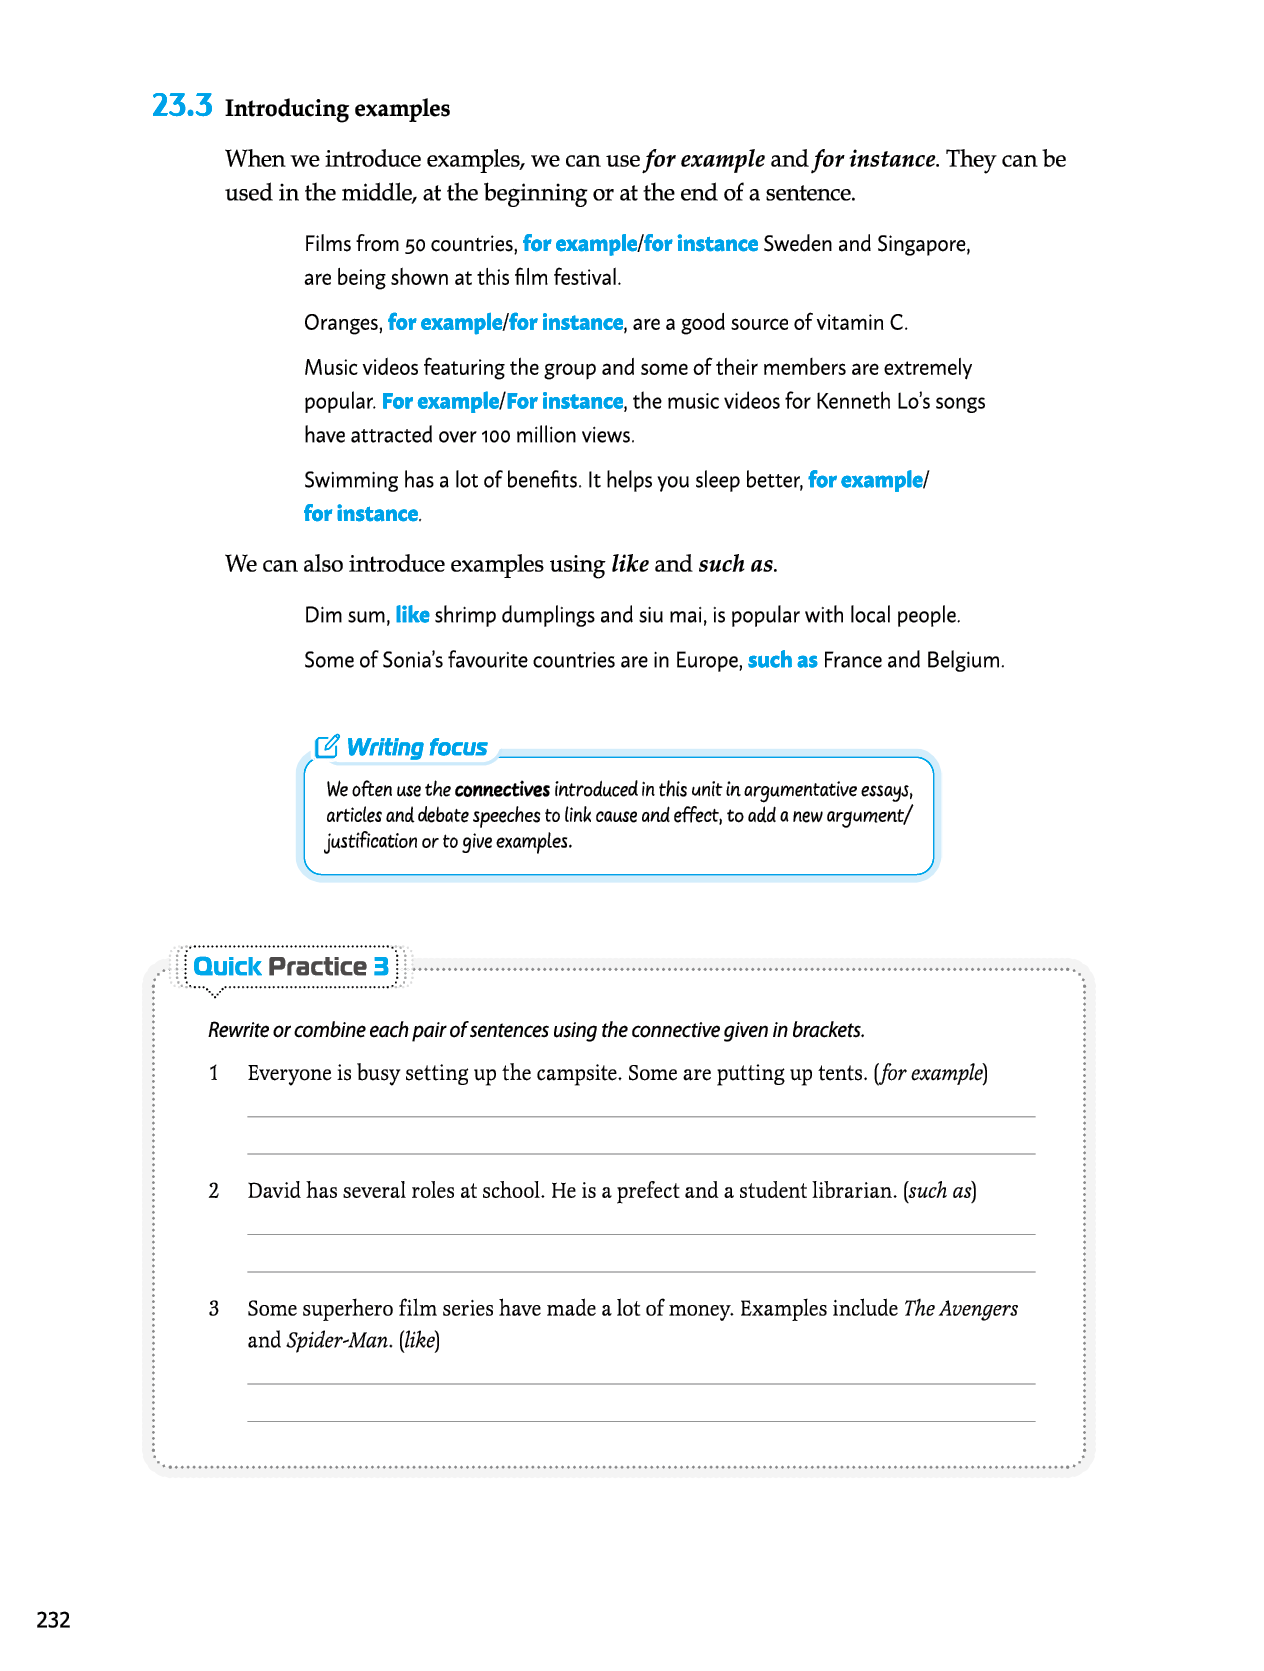 23.3 Introducing examples
When we introduce examples, we can use for example and for instance. They can be
used in the middle, at the beginning or at the end of a sentence.
Films from 50 countries, for example/for instance Sweden and Singapore,
are being shown at this film festival.
Oranges, for example/for instance, are a good source of vitamin C.
Music videos featuring the group and some of their members are extremely
popular. For example/For instance, the music videos for Kenneth Lo's songs
have attracted over 100 million views.
Swimming has a lot of benefits. It helps you sleep better, for example/
for instance.
We can also introduce examples using like and such as.
Dim sum, like shrimp dumplings and siu mai, is popular with local people.
Some of Sonia's favourite countries are in Europe, such as France and Belgium.
Writing focus
We often use the connectives introduced in this unit in argumentative essays,
articles and debate speeches to link cause and effect, to add a new argument/
justification or to give examples.
Quick Practice 3
Rewrite or combine each pair of sentences using the connective given in brackets.
1 Everyone is busy setting up the campsite. Some are putting up tents. (for example)
2 David has several roles at school. He is a prefect and a student librarian. (such as)
3 Some superhero film series have made a lot of money. Examples include The Avengers
and Spider-Man. (like)
232